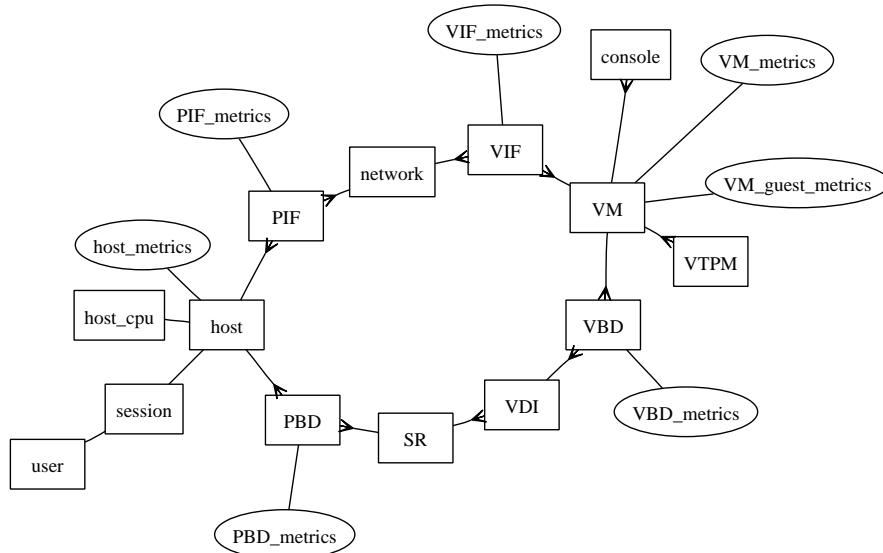 VIF_metrics
console
VM_metrics
PIF_metrics
VIF
network
VM_guest_metrics
VM
PIF
host_metrics
VTPM
host_cpu
host
VBD
session
PBD
VDI
VBD_metrics
SR
user
PBD_metrics